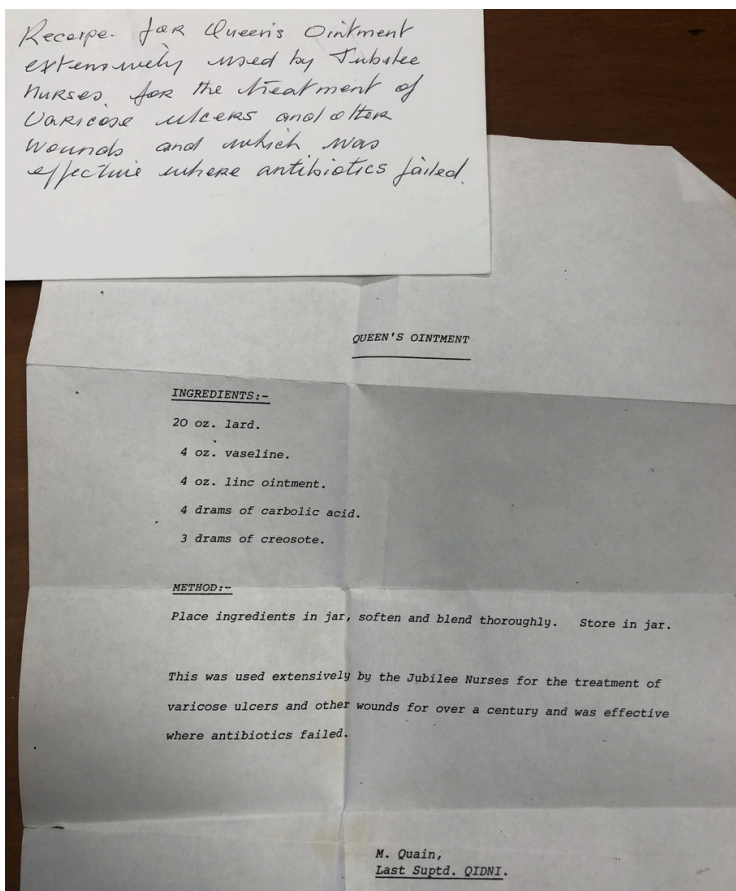 Recaipe. for Queen's Ointment
extensively used by Jubilee
Nurses. for the treatment of
Varicose ulcers and other
Wounds and which was
effective where antibiotics failed.
QUEEN'S OINTMENT
INGREDIENTS:-
20 oz. lard.
4 oz. vaseline.
4 oz. linc ointment.
4 drams of carbolic acid.
3 drams of creosote.
METHOD:-
Place ingredients in jar, soften and blend thoroughly. Store in jar.
This was used extensively by the Jubilee Nurses for the treatment of
varicose ulcers and other wounds for over a century and was effective
where antibiotics failed.
M. Quain,
Last Suptd. QIDNI.